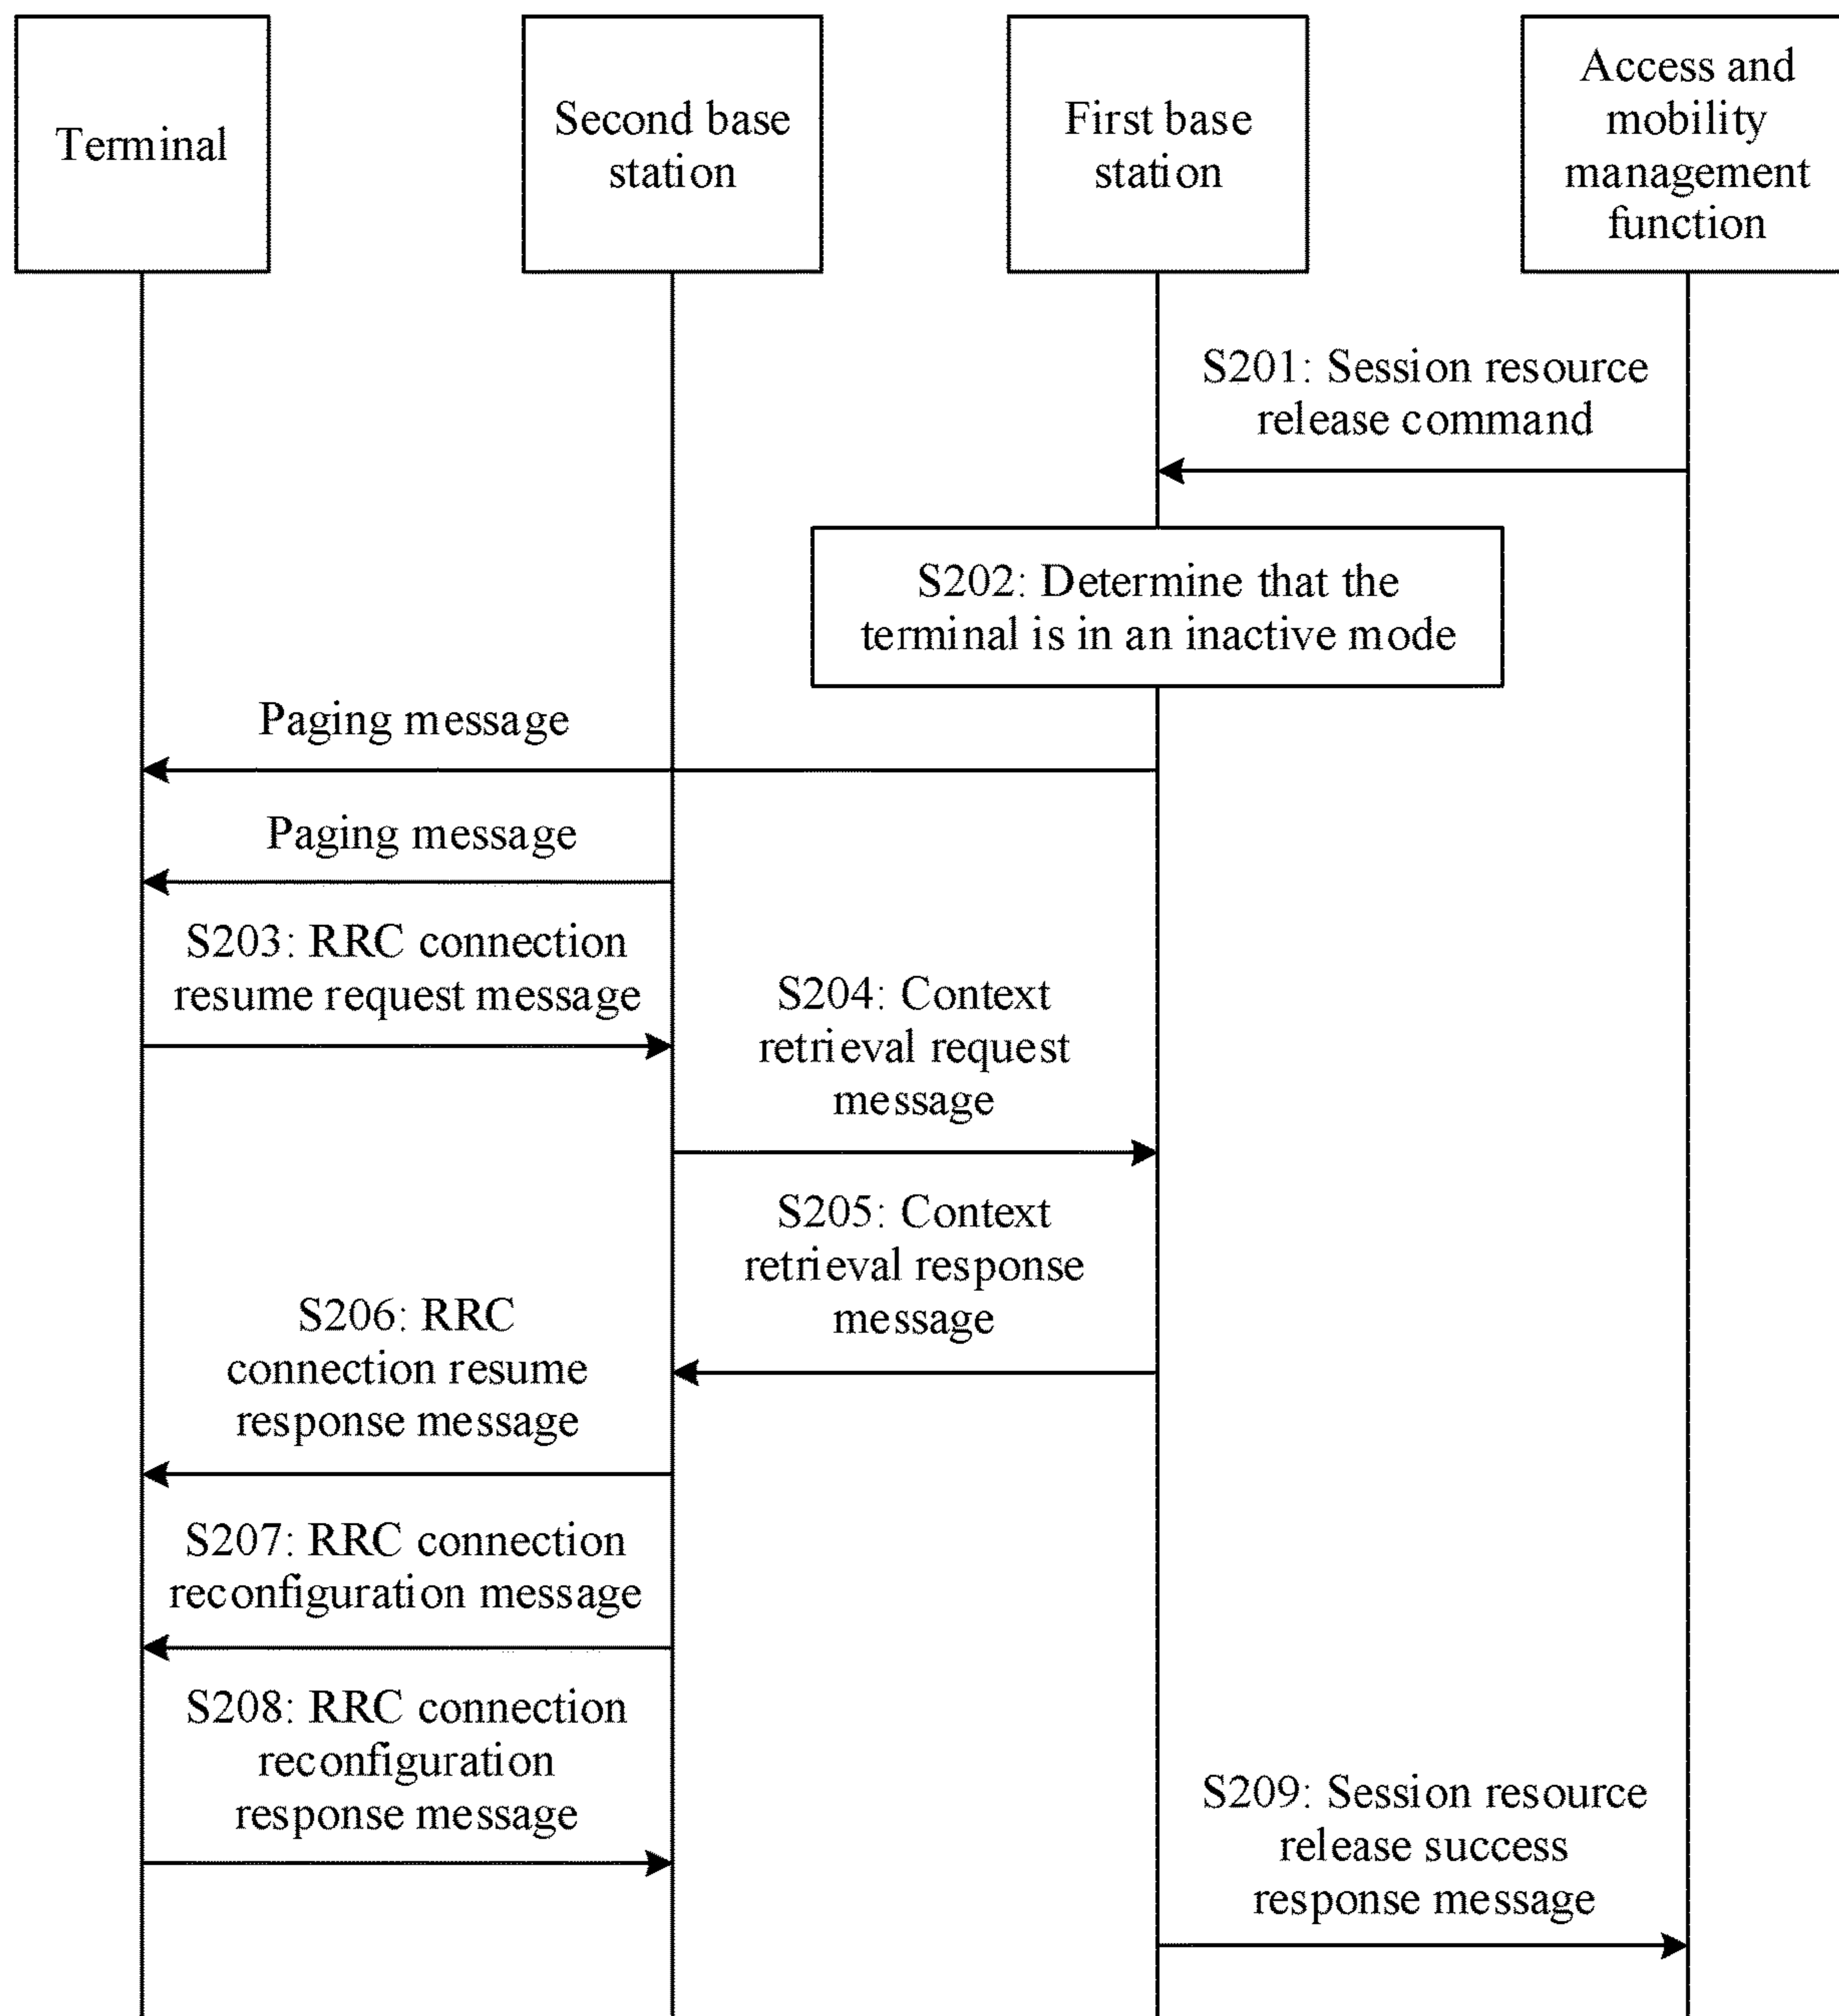 Terminal
Second base
station
First base
station
Access and
mobility
management
function
S201: Session resource
release command
S202: Determine that the
terminal is in an inactive mode
Paging message
Paging message
S203: RRC connection
resume request message
S204: Context
retrieval request
message
S205: Context
retrieval response
message
S206: RRC
connection resume
response message
S207: RRC connection
reconfiguration message
S208: RRC connection
reconfiguration
response message
S209: Session resource
release success
response message